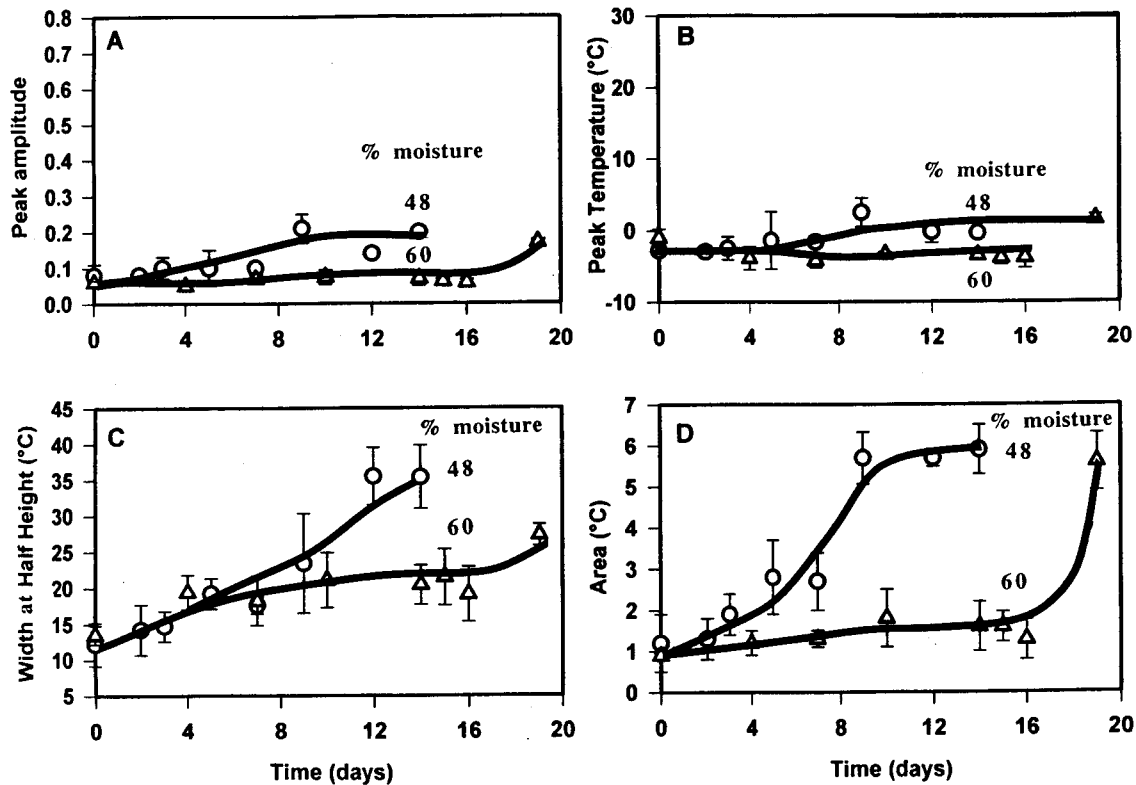 A
Peak amplitude
0.8
0.7
0.6
0.5
0.4
0.3
0.2
0.1
0.0
% moisture
48
60
0 4 8 12 16 20
B
Peak Temperature (°C)
30
20
10
0
-10
% moisture
48
60
0 4 8 12 16 20
C
Width at Half Height (°C)
45
40
35
30
25
20
15
10
5
% moisture
48
60
0 4 8 12 16 20
Time (days)
D
Area (°C)
7
6
5
4
3
2
1
0
% moisture
48
60
0 4 8 12 16 20
Time (days)